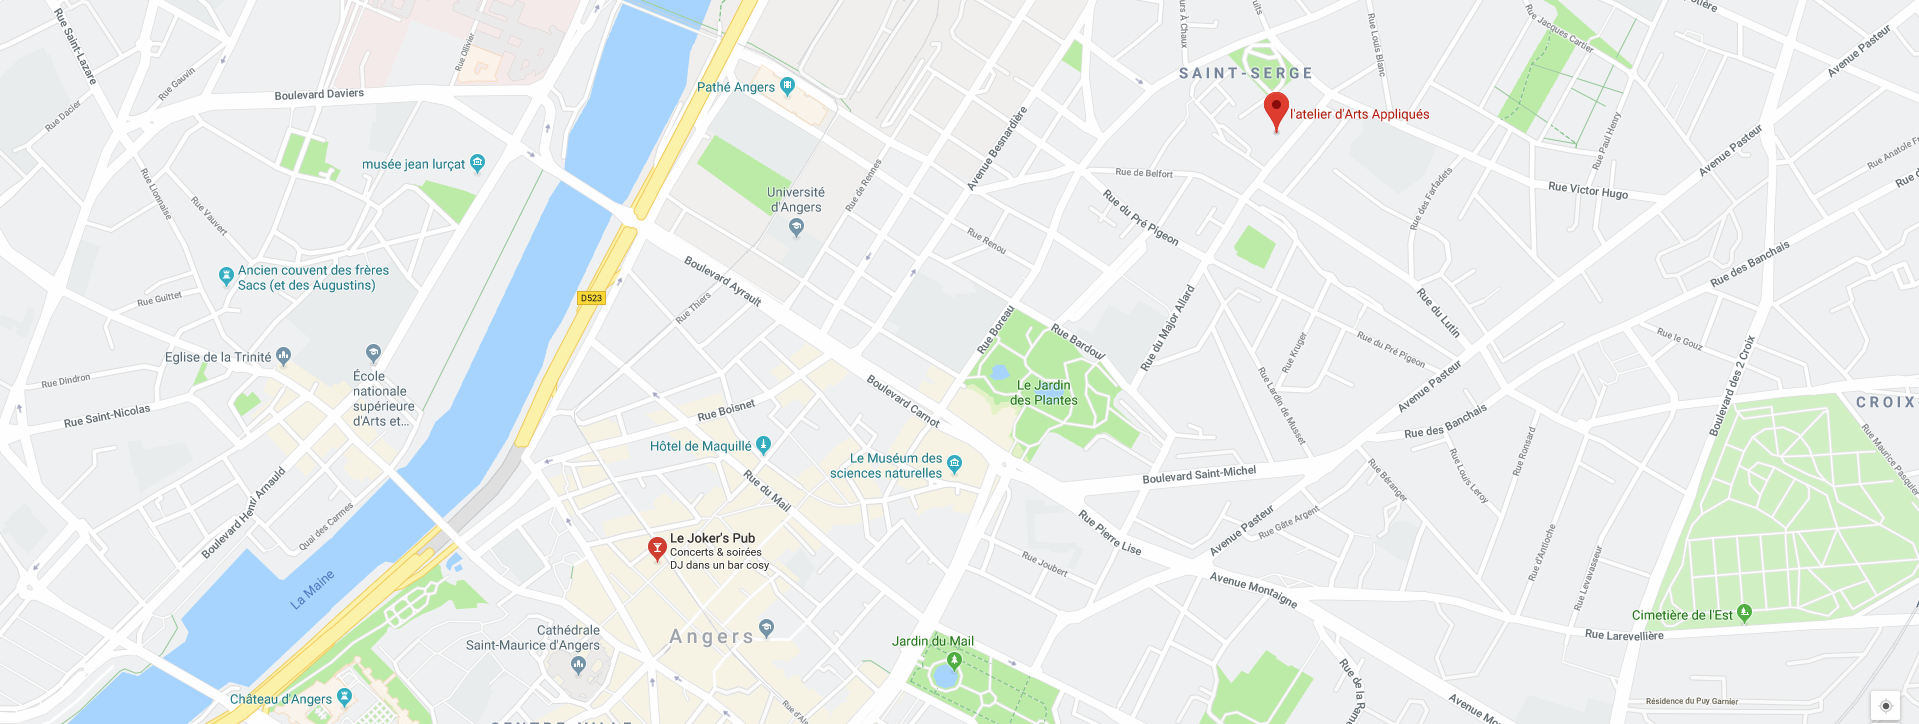 Rue Saint-Lazare
Rue Gauvin
Rue Dacier
Rue Ollivier
Boulevard Daviers
Pathé Angers
SAINT-SERGE
l'atelier d'Arts Appliqués
Rue Louis Blanc
Rue Jacques Cartier
Avenue Pasteur
Rue Paul Henry
Avenue Pasteur
Rue Victor Hugo
musée jean lurçat
Rue Lionnaise
Rue Vauvert
Université
d'Angers
Rue de Rennes
Avenue Besnardière
Rue de Belfort
Rue du Pré Pigeon
Rue des Farfadets
Rue Renou
Ancien couvent des frères
Sacs (et des Augustins)
Rue Guittet
D523
Boulevard Ayrault
Rue Thiers
Rue Boreau
Rue Bardoul
Rue du Major Allard
Rue du Lutin
Rue des Banchais
Rue Kruger
Rue du Pré Pigeon
Rue le Gouz
Eglise de la Trinité
École
nationale
supérieure
d'Arts et...
Rue Dindron
Rue Saint-Nicolas
Rue Boisnet
Boulevard Carnot
Le Jardin
des Plantes
Rue Lardin de Musset
Avenue Pasteur
Rue des Banchais
Boulevard des 2 Croix
CROIX
Rue Maurice Pasquier
Hôtel de Maquillé
Le Muséum des
sciences naturelles
Rue du Mail
Boulevard Saint-Michel
Rue Béranger
Rue Louis Leroy
Rue Ronsard
Boulevard Henri Arnauld
Quai des Carmes
La Maine
Le Joker's Pub
Concerts & soirées
DJ dans un bar cosy
Rue Pierre Lise
Avenue Pasteur
Rue Gâte Argent
Rue Joubert
Avenue Montaigne
Rue d'Antioche
Rue Levavasseur
Cimetière de l'Est
Rue Larevellière
Cathédrale
Saint-Maurice d'Angers
Angers
Jardin du Mail
Château d'Angers
Rue de la Rame
Avenue Mo
Résidence du Puy Garnier